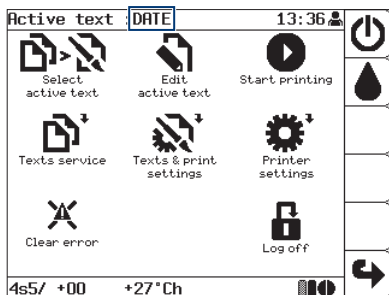 Active text :DATE 13:36
Select active text
Edit active text
Start printing
Texts service
Texts & print settings
Printer settings
Clear error
Log off
4s5/ +00 +27°Ch